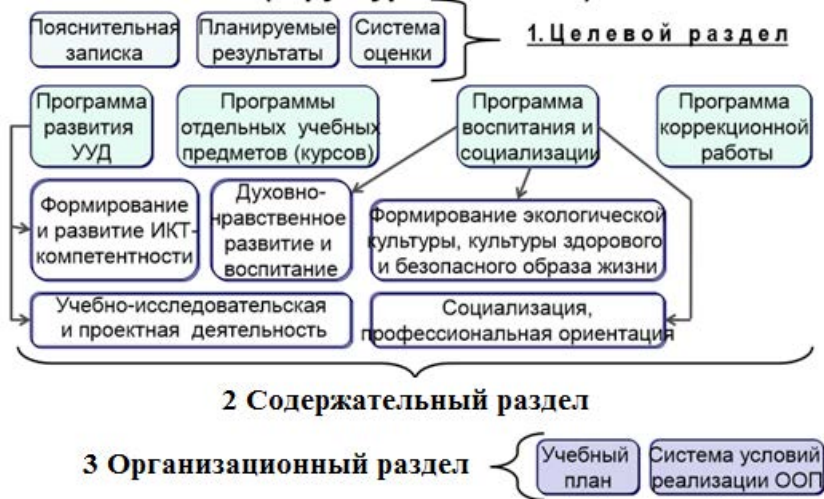 Пояснительная
записка
Планируемые
результаты
Система
оценки
1. Целевой раздел
Программа
развития
УУД
Программы
отдельных учебных
предметов (курсов)
Программа
воспитания и
социализации
Программа
коррекционной
работы
Формирование
и развитие ИКТ-
компетентности
Духовно-
нравственное
развитие и
воспитание
Формирование экологической
культуры, культуры здорового
и безопасного образа жизни
Учебно-исследовательская
и проектная деятельность
Социализация,
профессиональная ориентация
2 Содержательный раздел
3 Организационный раздел
Учебный
план
Система условий
реализации ООП